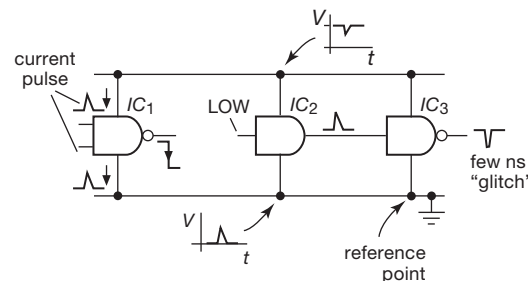 V
t
current
pulse
IC1
LOW
IC2
IC3
few ns
“glitch”
V
t
reference
point